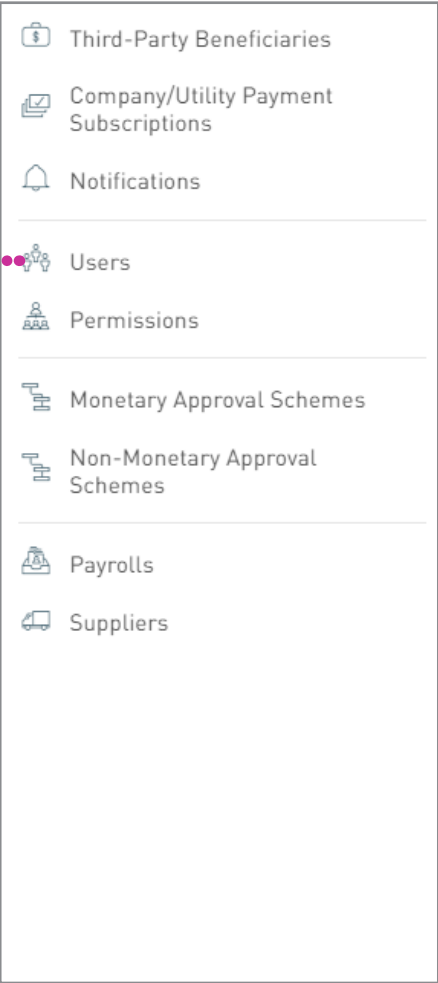 Third-Party Beneficiaries
Company/Utility Payment
Subscriptions
Notifications
Users
Permissions
Monetary Approval Schemes
Non-Monetary Approval
Schemes
Payrolls
Suppliers